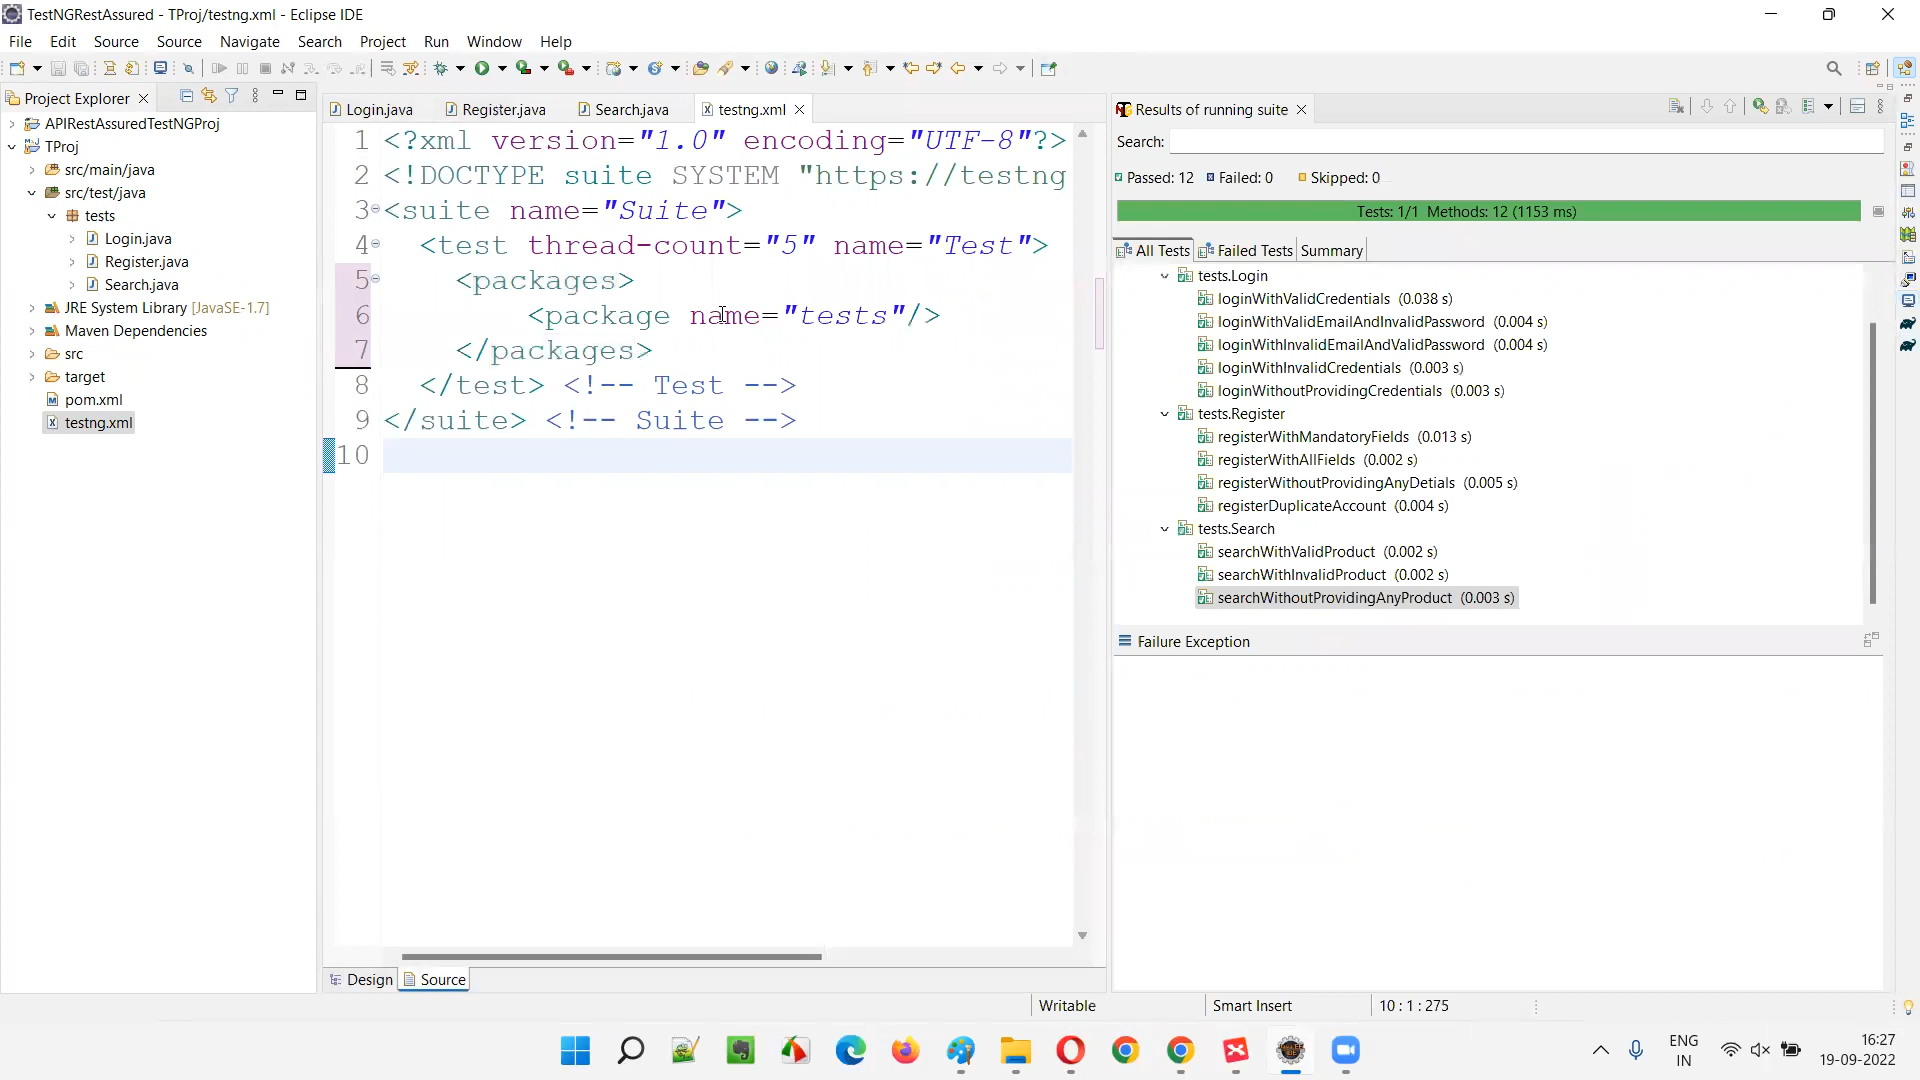 TestNGRestAssured - TProj/testng.xml - Eclipse IDE
File Edit Source Source Navigate Search Project Run Window Help
Project Explorer
APIRestAssuredTestNGProj
TProj
src/main/java
src/test/java
tests
Login.java
Register.java
Search.java
JRE System Library [JavaSE-1.7]
Maven Dependencies
src
target
pom.xml
testng.xml
Login.java Register.java Search.java testng.xml
1 <?xml version="1.0" encoding="UTF-8"?>
2 <!DOCTYPE suite SYSTEM "https://testng
3 <suite name="Suite">
4 <test thread-count="5" name="Test">
5 <packages>
6 <package name="tests"/>
7 </packages>
8 </test> <!-- Test -->
9 </suite> <!-- Suite -->
10
Design Source
Results of running suite
Search:
Passed: 12 Failed: 0 Skipped: 0
Tests: 1/1 Methods: 12 (1153 ms)
All Tests Failed Tests Summary
tests.Login
loginWithValidCredentials (0.038 s)
loginWithValidEmailAndInvalidPassword (0.004 s)
loginWithInvalidEmailAndValidPassword (0.004 s)
loginWithInvalidCredentials (0.003 s)
loginWithoutProvidingCredentials (0.003 s)
tests.Register
registerWithMandatoryFields (0.013 s)
registerWithAllFields (0.002 s)
registerWithoutProvidingAnyDetials (0.005 s)
registerDuplicateAccount (0.004 s)
tests.Search
searchWithValidProduct (0.002 s)
searchWithInvalidProduct (0.002 s)
searchWithoutProvidingAnyProduct (0.003 s)
Failure Exception
Writable Smart Insert 10 : 1 : 275
ENG
IN
16:27
19-09-2022